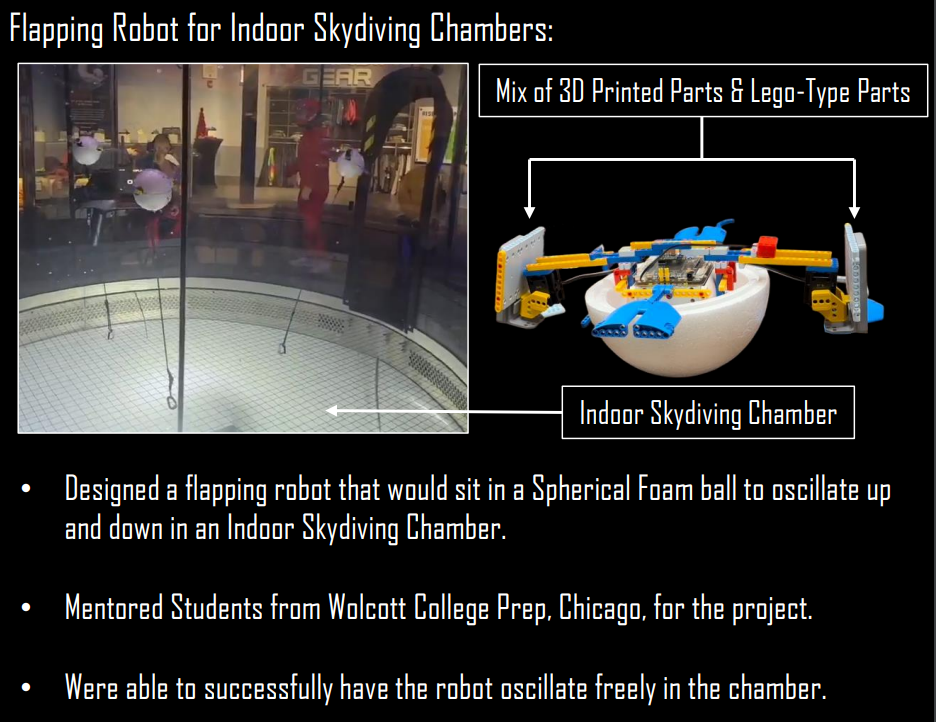 Flapping Robot for Indoor Skydiving Chambers:
GEAR
Mix of 3D Printed Parts & Lego-Type Parts
Indoor Skydiving Chamber
• Designed a flapping robot that would sit in a Spherical Foam ball to oscillate up
and down in an Indoor Skydiving Chamber.
• Mentored Students from Wolcott College Prep, Chicago, for the project.
• Were able to successfully have the robot oscillate freely in the chamber.